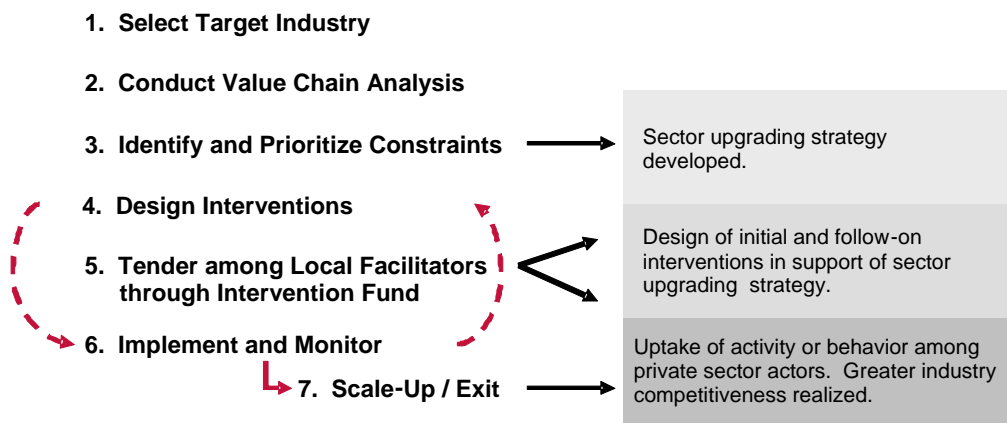 1. Select Target Industry
2. Conduct Value Chain Analysis
3. Identify and Prioritize Constraints
Sector upgrading strategy
developed.
4. Design Interventions
5. Tender among Local Facilitators
through Intervention Fund
Design of initial and follow-on
interventions in support of sector
upgrading strategy.
6. Implement and Monitor
7. Scale-Up / Exit
Uptake of activity or behavior among
private sector actors. Greater industry
competitiveness realized.